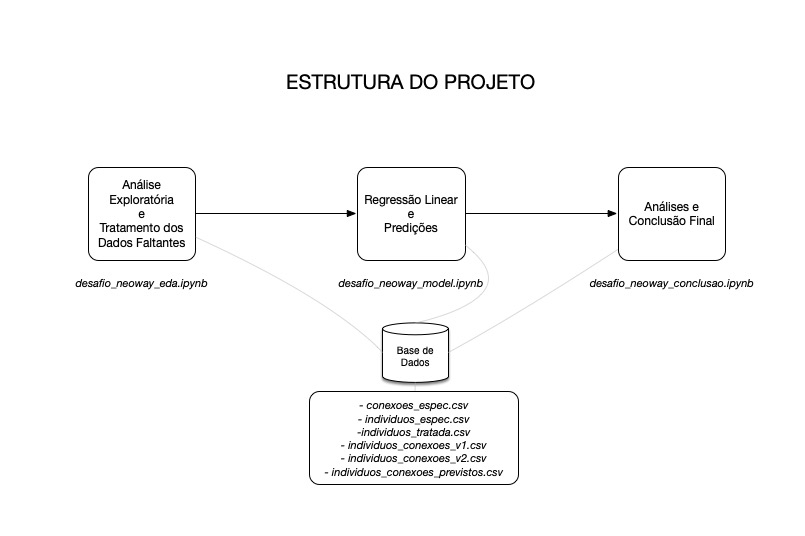 ESTRUTURA DO PROJETO
Análise
Exploratória
e
Tratamento dos
Dados Faltantes
Regressão Linear
e
Predições
Análises e
Conclusão Final
desafio_neoway_eda.ipynb
desafio_neoway_model.ipynb
desafio_neoway_conclusao.ipynb
Base de
Dados
- conexoes_espec.csv
- individuos_espec.csv
-individuos_tratada.csv
- individuos_conexoes_v1.csv
- individuos_conexoes_v2.csv
- individuos_conexoes_previstos.csv